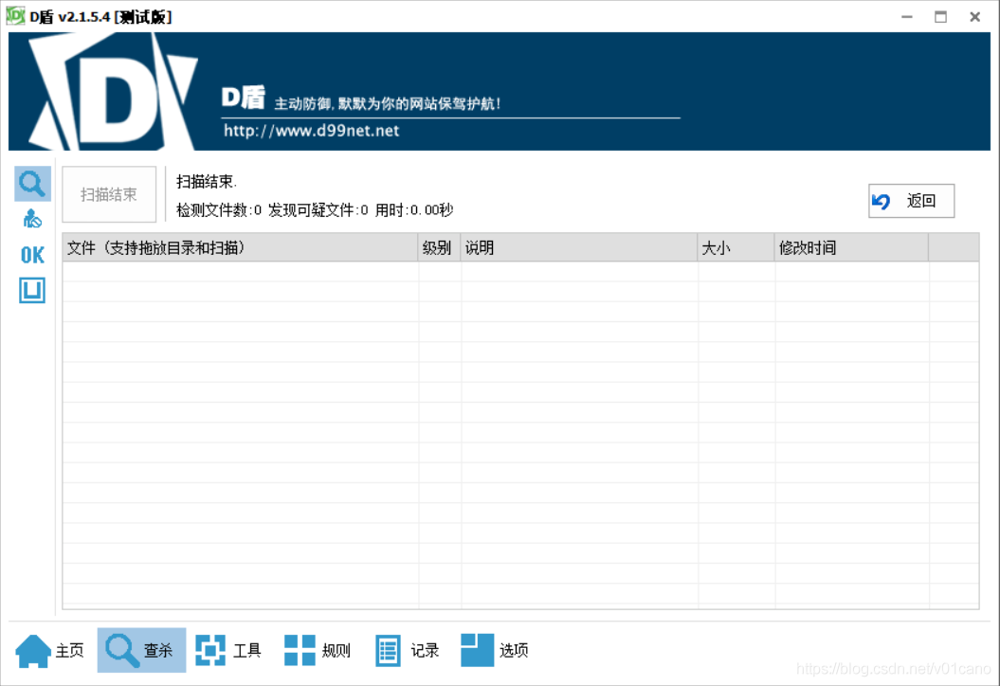 D盾 v2.1.5.4 [测试版]
D
D盾 主动防御,默默为你的网站保驾护航!
http://www.d99net.net
扫描结束
扫描结束.
检测文件数:0 发现可疑文件:0 用时:0.00秒
返回
OK
文件（支持拖放目录和扫描） 级别 说明 大小 修改时间
主页 查杀 工具 规则 记录 选项
https://blog.csdn.net/v01cano